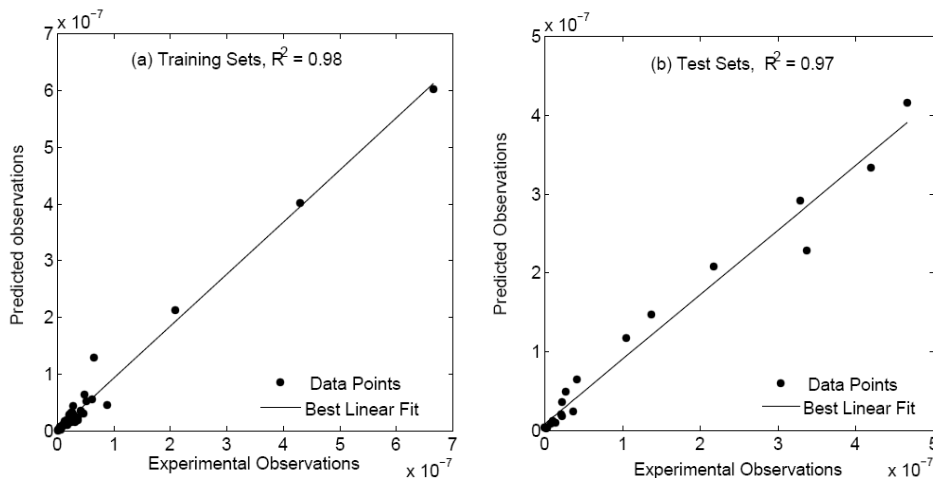 x 10⁻⁷
7
6
5
4
3
2
1
0
Predicted observations
(a) Training Sets, R² = 0.98
Data Points
Best Linear Fit
0 1 2 3 4 5 6 7
Experimental Observations
x 10⁻⁷
x 10⁻⁷
5
4
3
2
1
0
Predicted Observations
(b) Test Sets, R² = 0.97
Data Points
Best Linear Fit
0 1 2 3 4 5
Experimental Observations
x 10⁻⁷